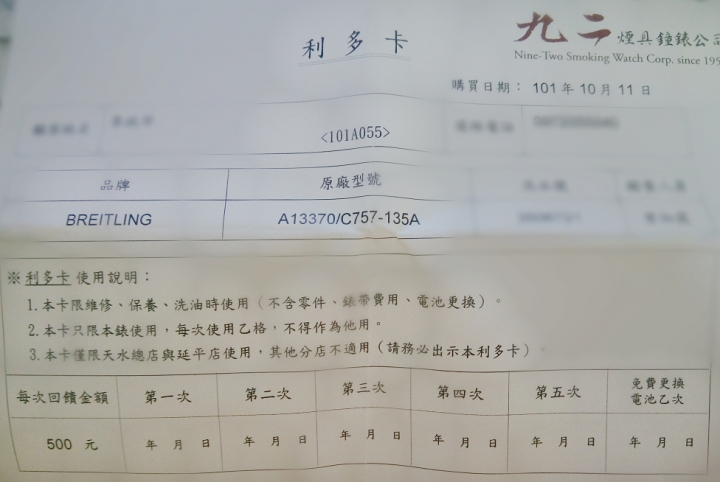 利多卡
九二 煙具鐘錶公司
Nine-Two Smoking Watch Corp. since 195
購買日期： 101 年 10 月 11 日
<101A055>
品牌 原廠型號
BREITLING A13370/C757-135A
※ 利多卡 使用說明：
1. 本卡限維修、保養、洗油時使用（不含零件、錶帶費用、電池更換）。
2. 本卡只限本錶使用，每次使用乙格，不得作為他用。
3. 本卡僅限天水總店與延平店使用，其他分店不適用（請務必出示本利多卡）。
每次回饋金額 第一次 第二次 第三次 第四次 第五次 免費更換電池乙次
500 元 年 月 日 年 月 日 年 月 日 年 月 日 年 月 日 年 月 日